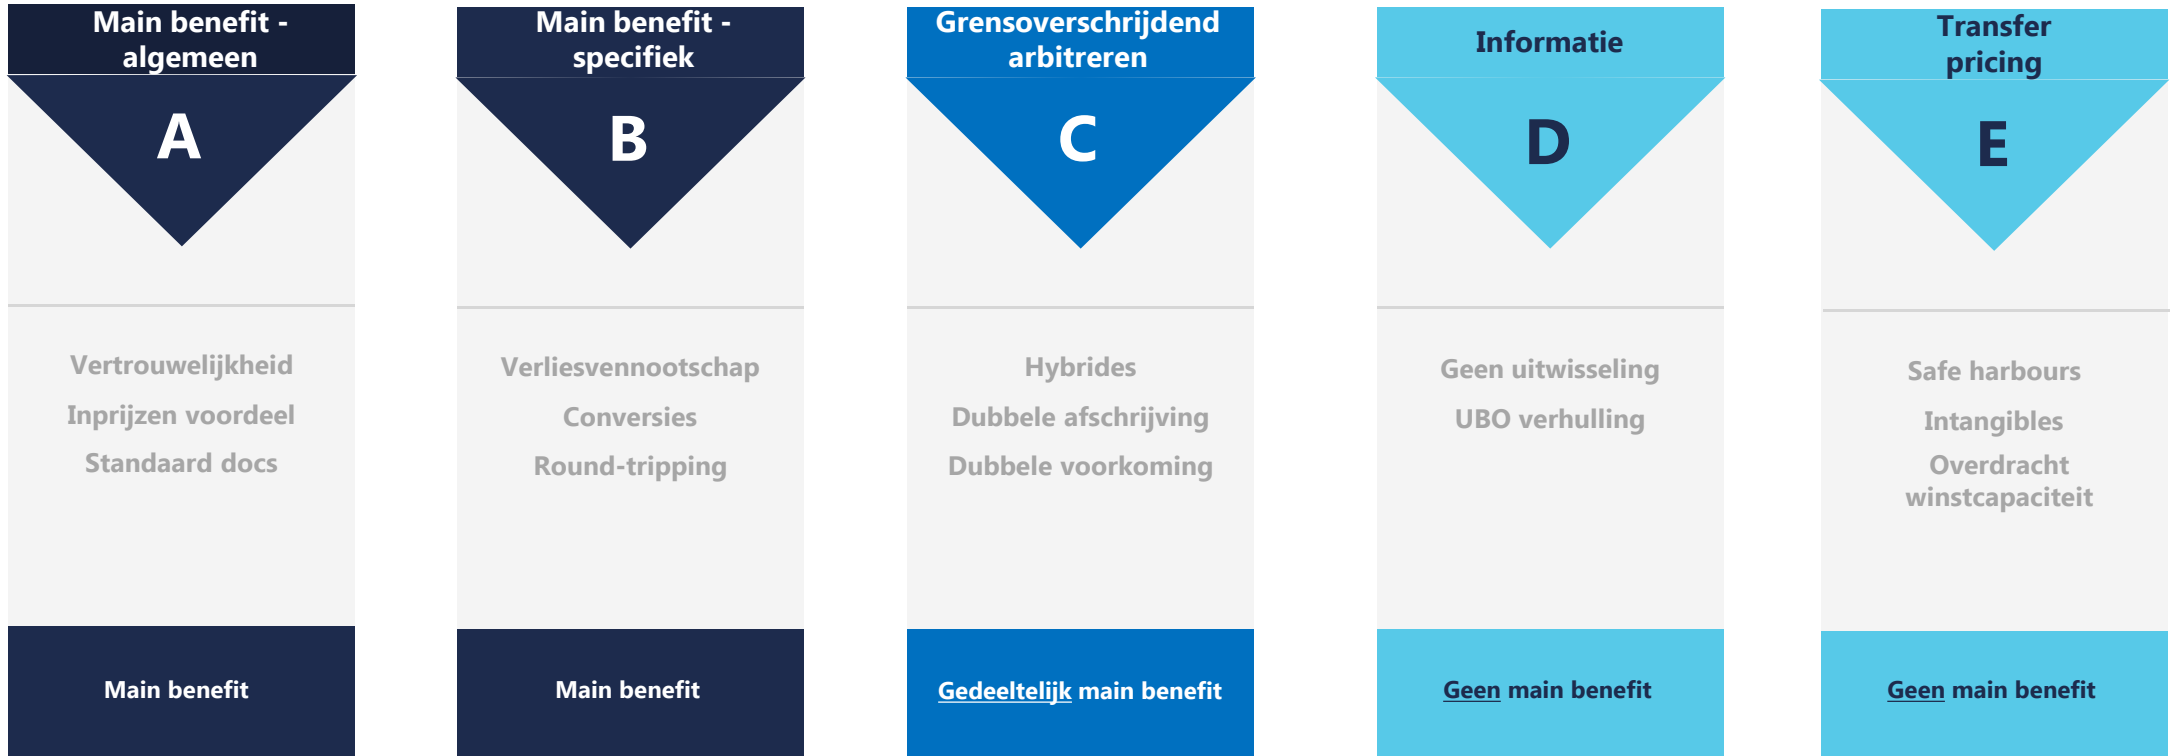 Main benefit -
algemeen
A
Vertrouwelijkheid
Inprijzen voordeel
Standaard docs
Main benefit
Main benefit -
specifiek
B
Verliesvennootschap
Conversies
Round-tripping
Main benefit
Grensoverschrijdend
arbitreren
C
Hybrides
Dubbele afschrijving
Dubbele voorkoming
Gedeeltelijk main benefit
Informatie
D
Geen uitwisseling
UBO verhulling
Geen main benefit
Transfer
pricing
E
Safe harbours
Intangibles
Overdracht
winstcapaciteit
Geen main benefit